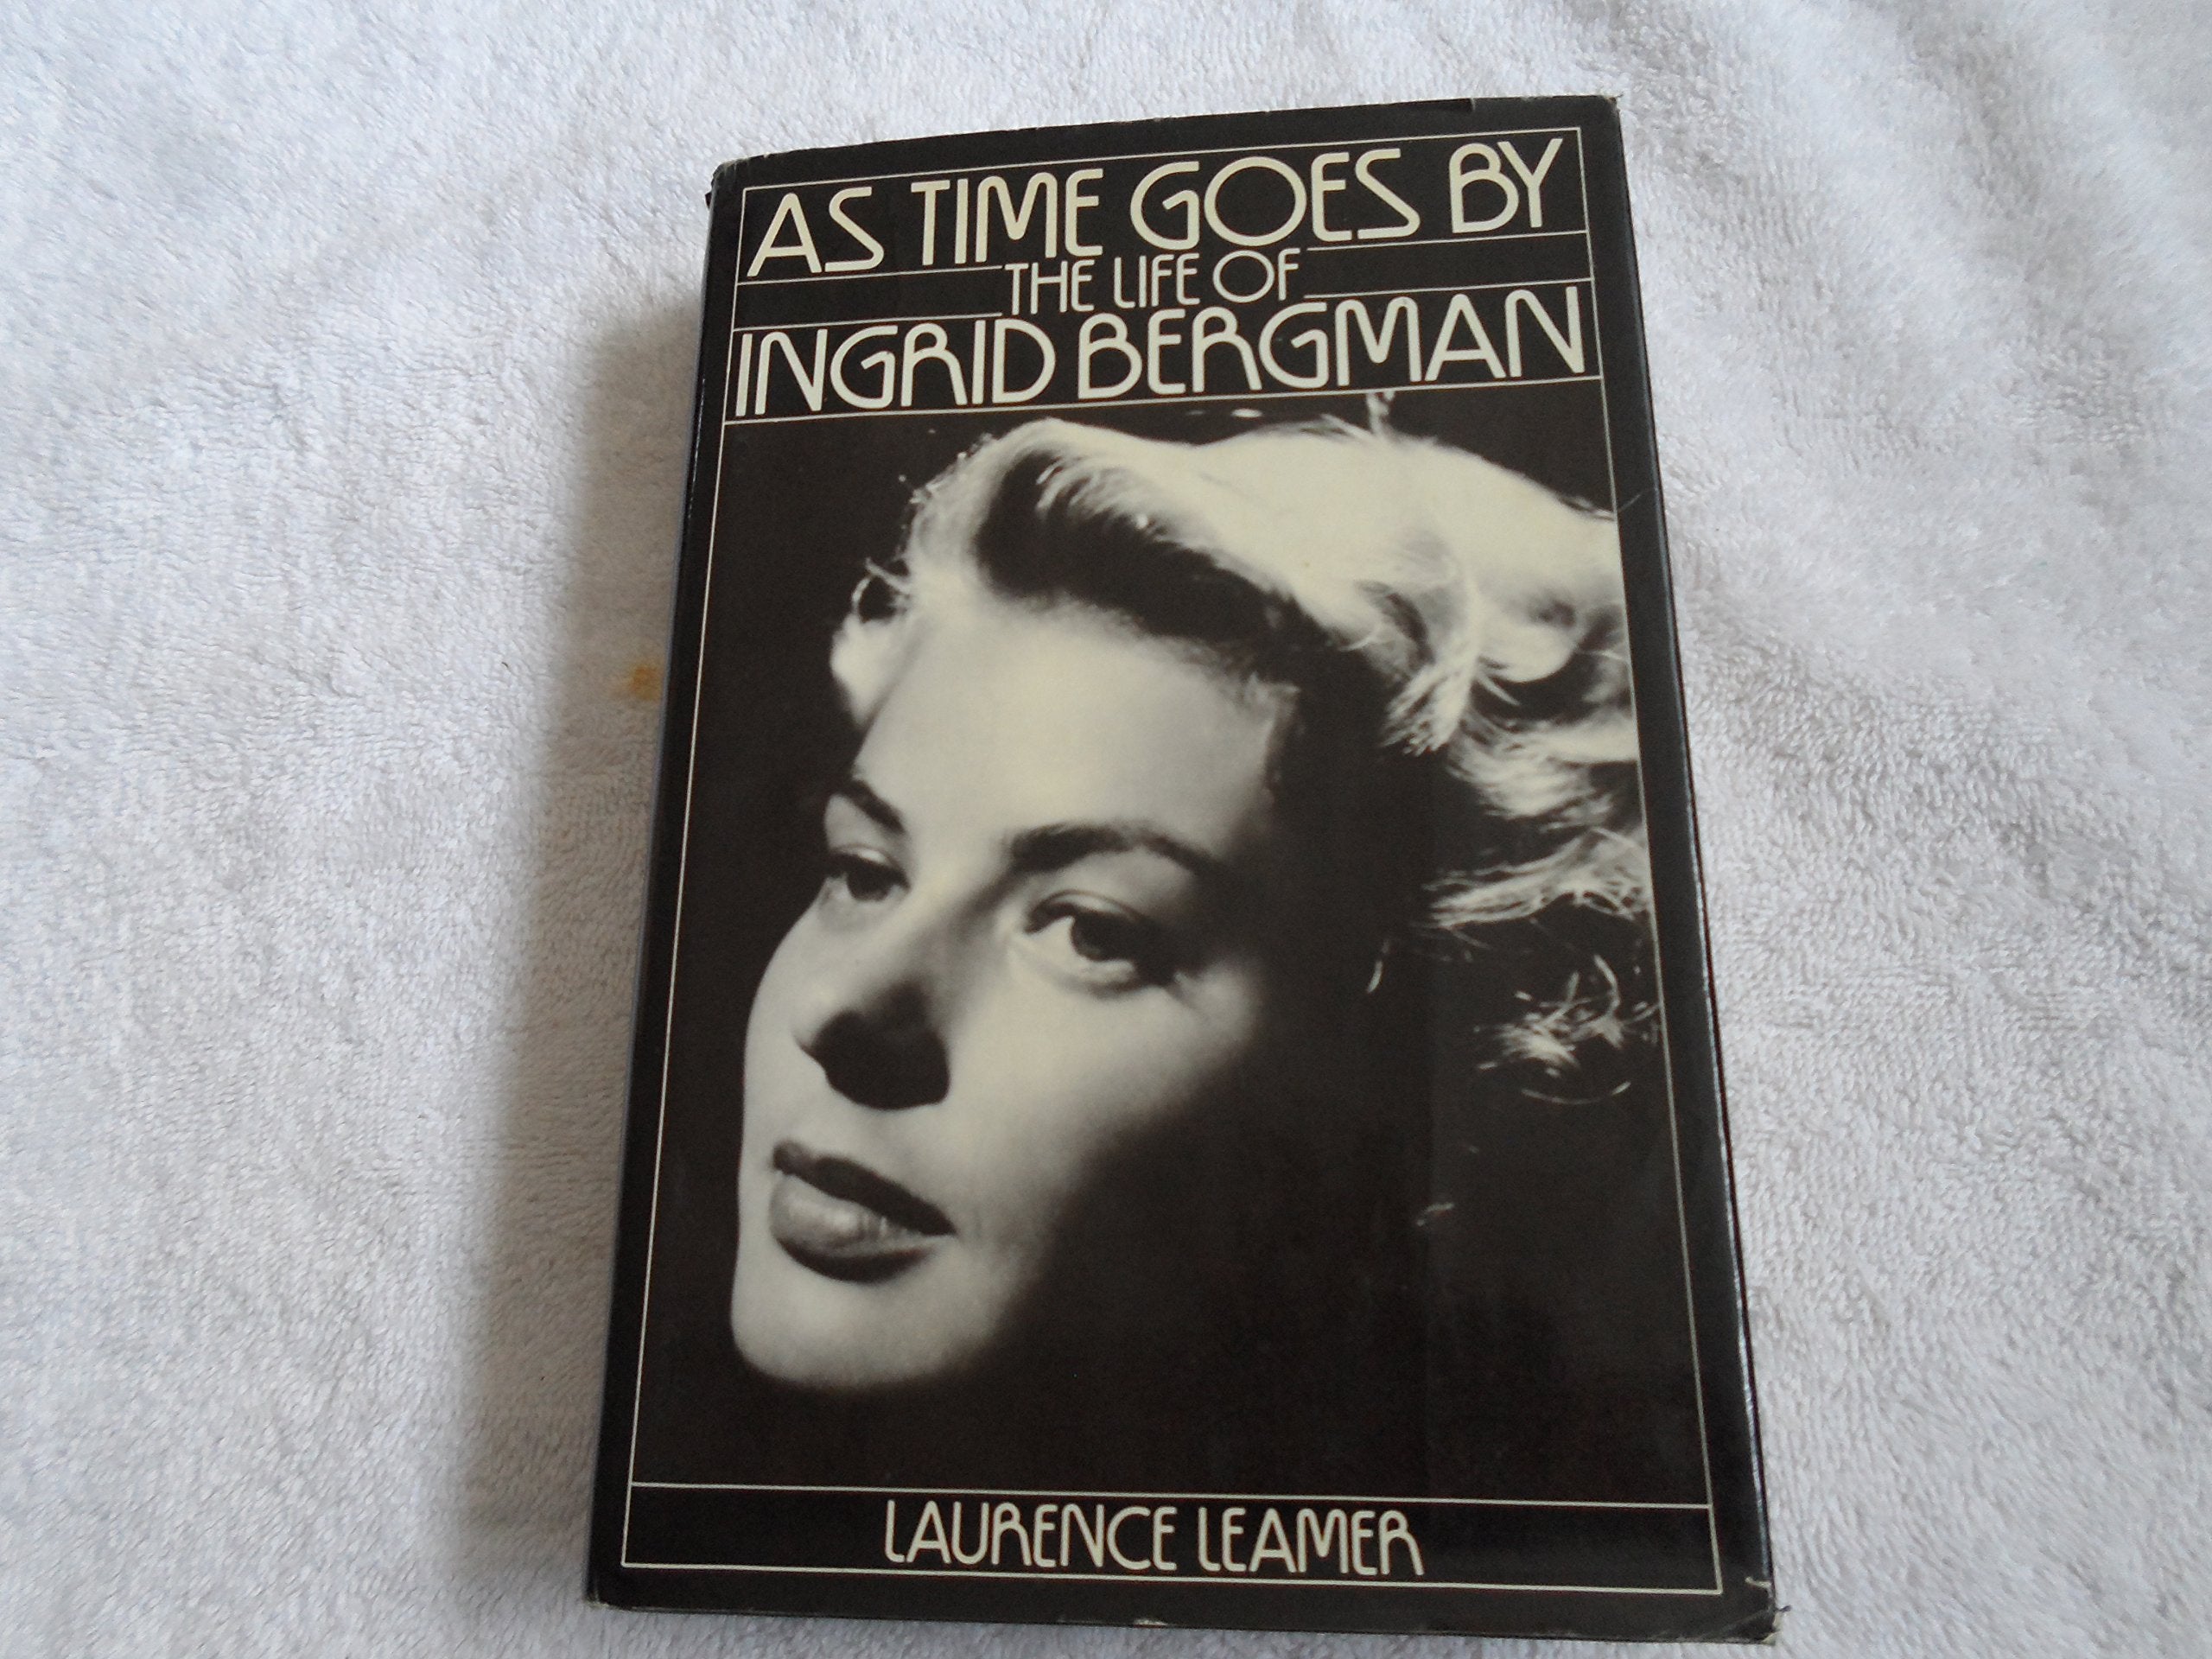 AS TIME GOES BY
THE LIFE OF
INGRID BERGMAN
LAURENCE LEAMER